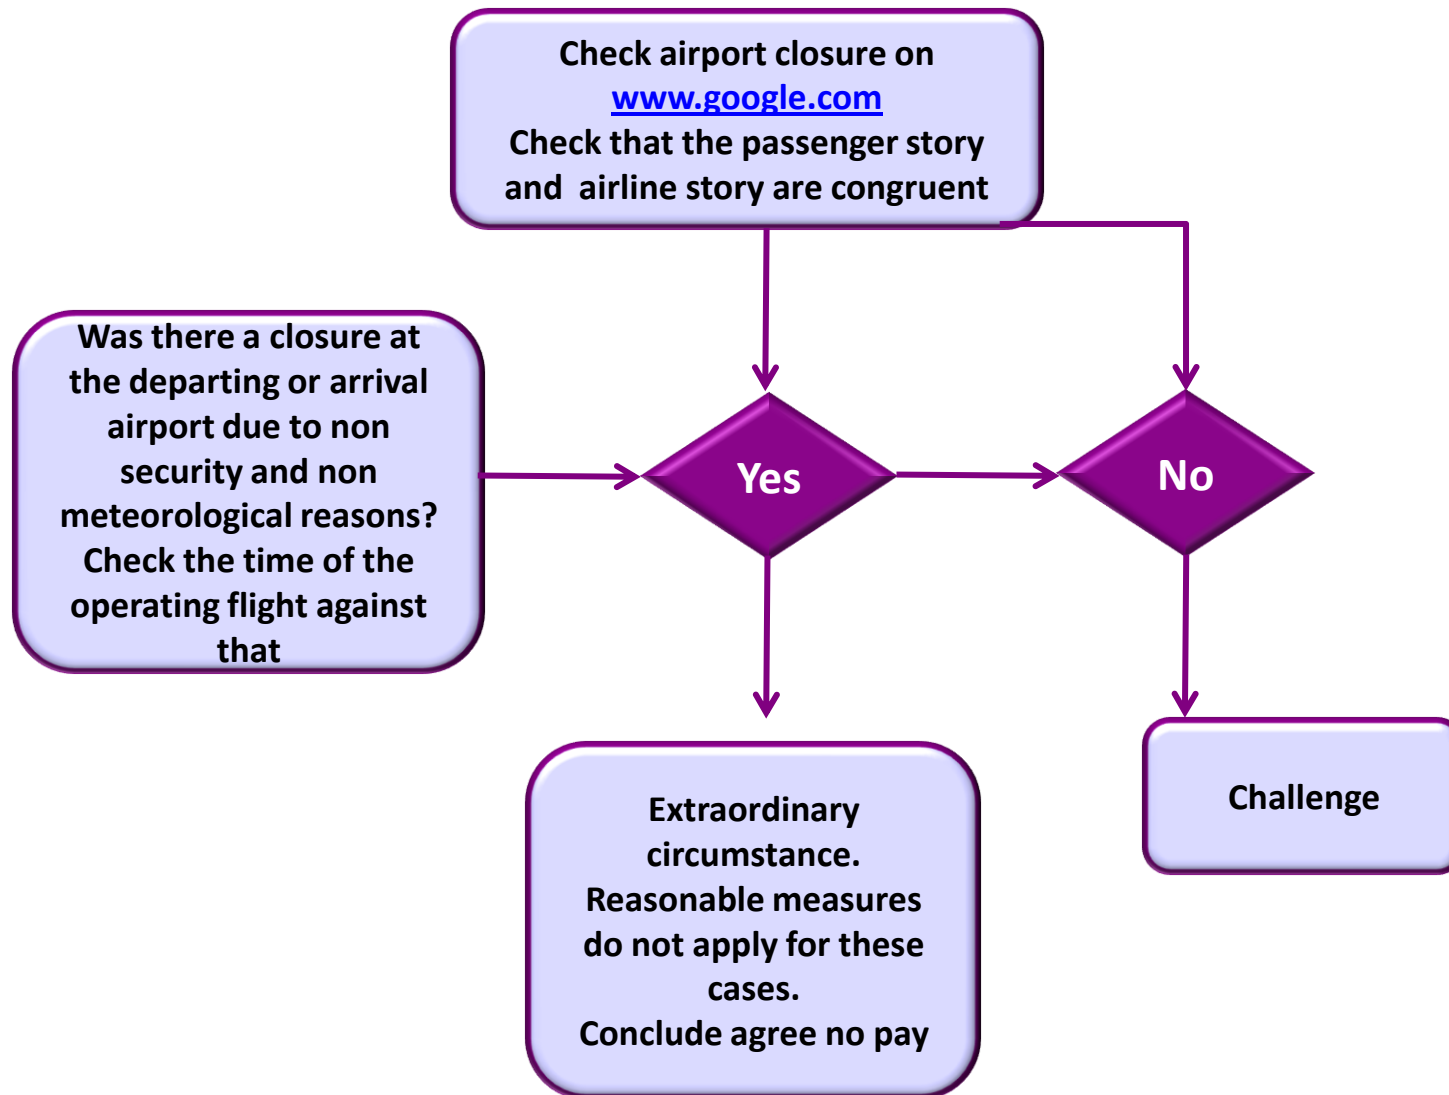 Check airport closure on
www.google.com
Check that the passenger story
and airline story are congruent
Was there a closure at
the departing or arrival
airport due to non
security and non
meteorological reasons?
Check the time of the
operating flight against
that
Yes
No
Extraordinary
circumstance.
Reasonable measures
do not apply for these
cases.
Conclude agree no pay
Challenge